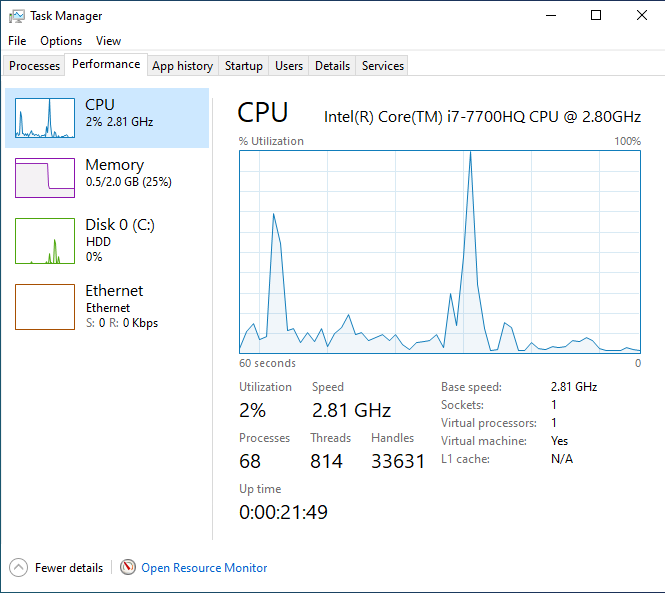 Task Manager
File Options View
Processes Performance App history Startup Users Details Services
CPU
2% 2.81 GHz
Memory
0.5/2.0 GB (25%)
Disk 0 (C:)
HDD
0%
Ethernet
Ethernet
S: 0 R: 0 Kbps
CPU Intel(R) Core(TM) i7-7700HQ CPU @ 2.80GHz
% Utilization 100%
60 seconds 0
Utilization Speed
2% 2.81 GHz
Processes Threads Handles
68 814 33631
Up time
0:00:21:49
Base speed: 2.81 GHz
Sockets: 1
Virtual processors: 1
Virtual machine: Yes
L1 cache: N/A
Fewer details Open Resource Monitor